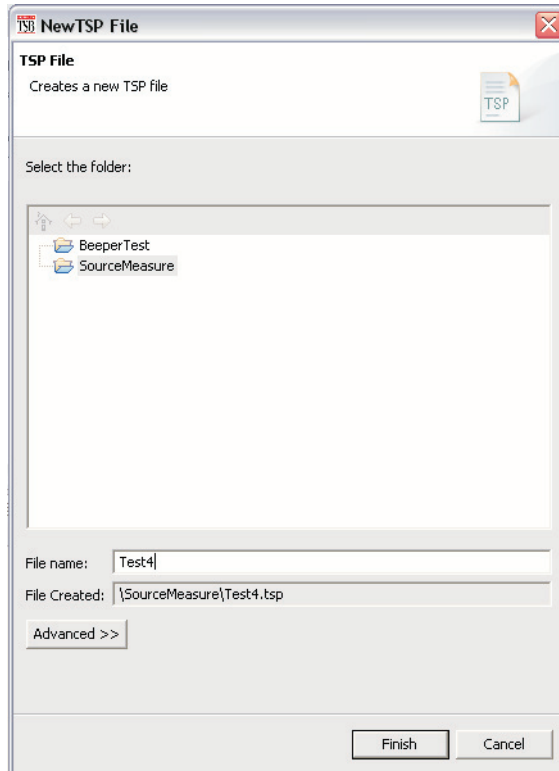 TSB NewTSP File
TSP File
Creates a new TSP file
TSP
Select the folder:
BeeperTest
SourceMeasure
File name: Test4
File Created: \SourceMeasure\Test4.tsp
Advanced >>
Finish Cancel